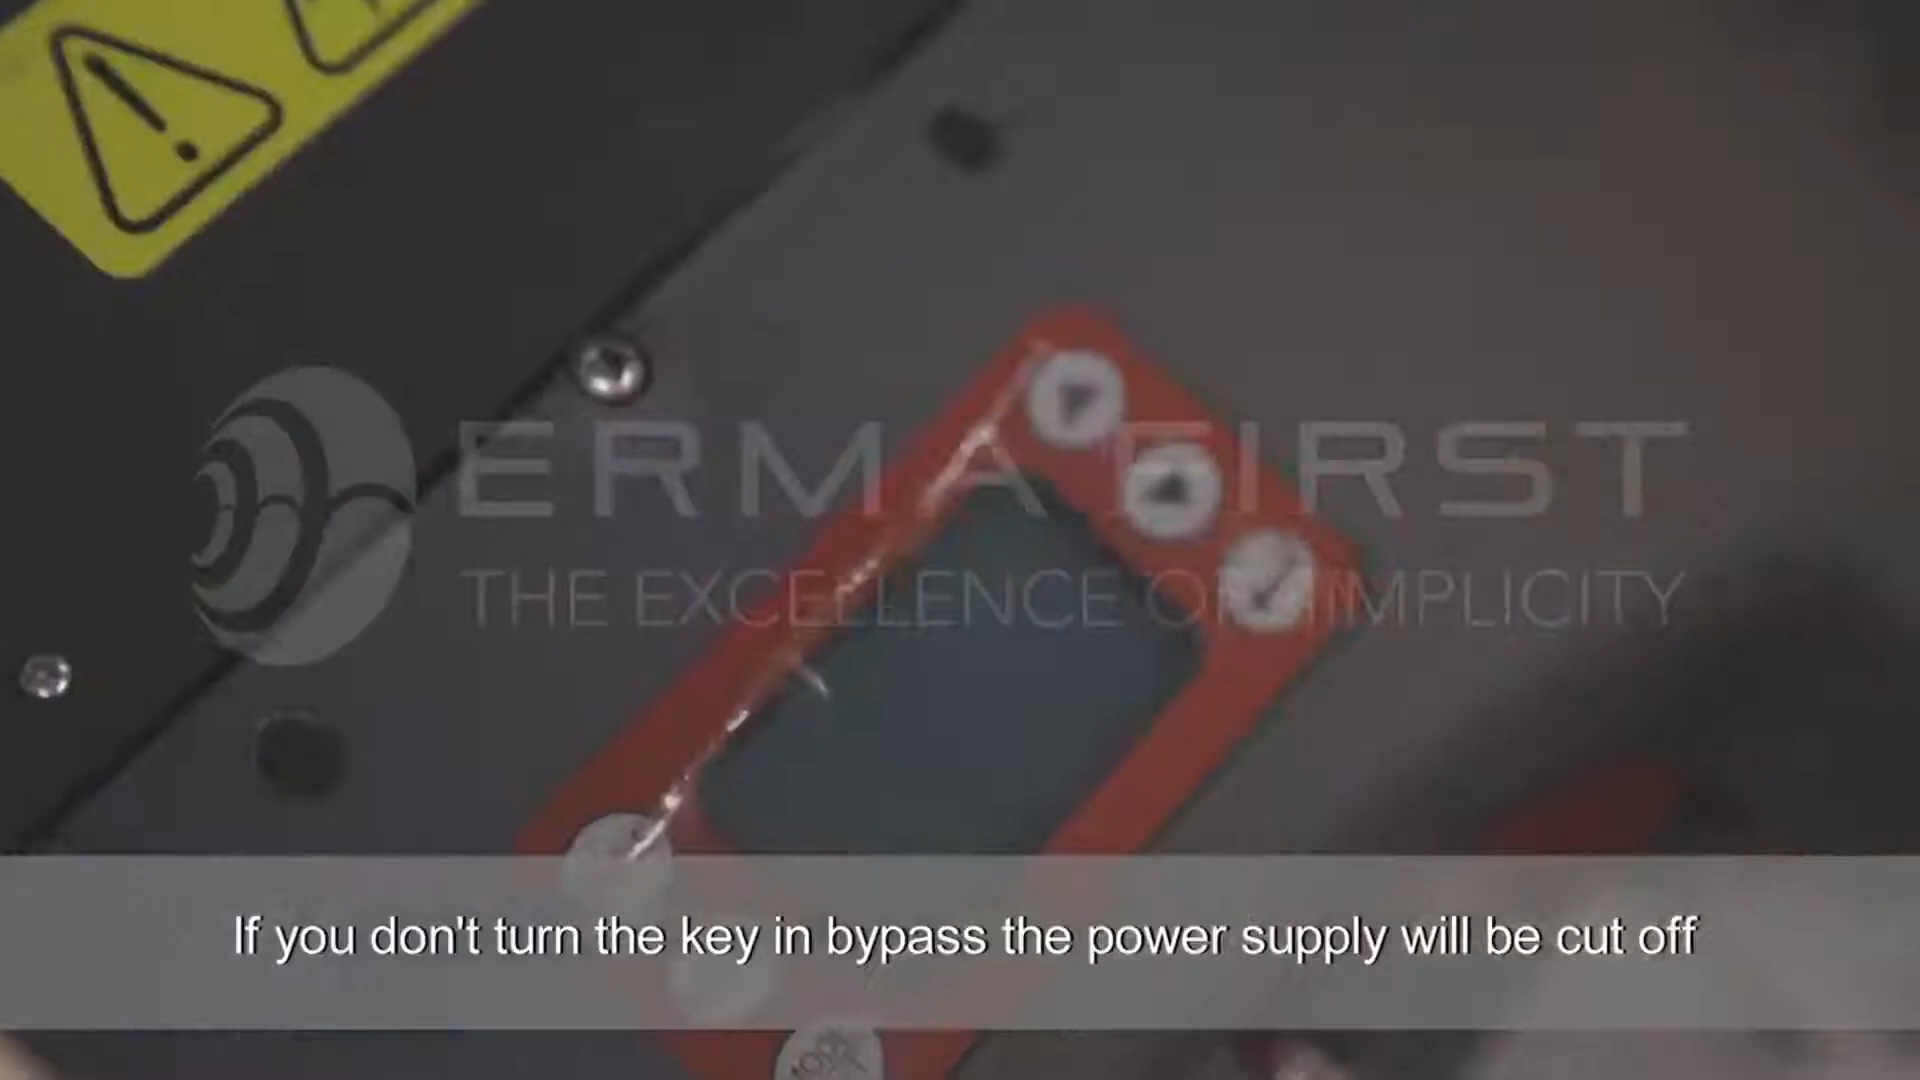 ERMA FIRST
THE EXCELLENCE OF SIMPLICITY
If you don't turn the key in bypass the power supply will be cut off